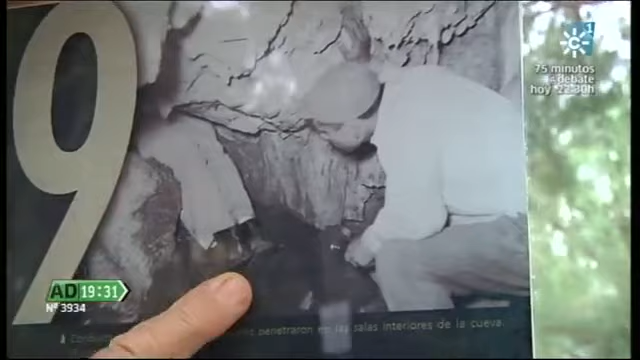 9
75 minutos
+debate
hoy 22:30h
AD 19:31
Nº 3934
penetraron en las salas interiores de la cueva.